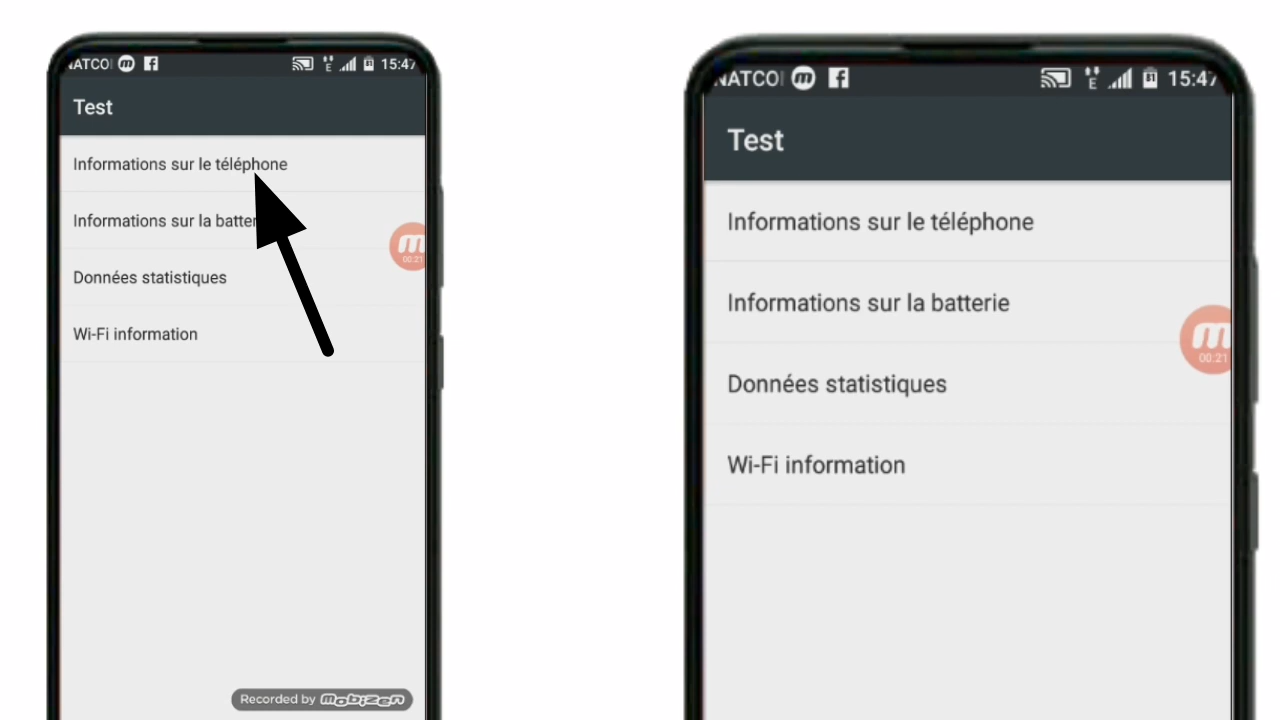 NATCO
15:47
Test
Informations sur le téléphone
Informations sur la batter
00:21
Données statistiques
Wi-Fi information
Recorded by mobizen
NATCO
81 15:47
Test
Informations sur le téléphone
Informations sur la batterie
00:21
Données statistiques
Wi-Fi information